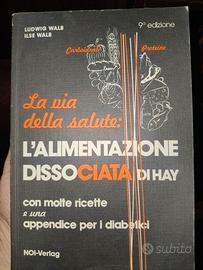 LUDWIG WALB
ILSE WALB
9° edizione
Carboidrati
Proteine
La via
della salute:
L'ALIMENTAZIONE
DISSOCIATA DI HAY
con molte ricette
e una
appendice per i diabetici
NOI-Verlag
subito